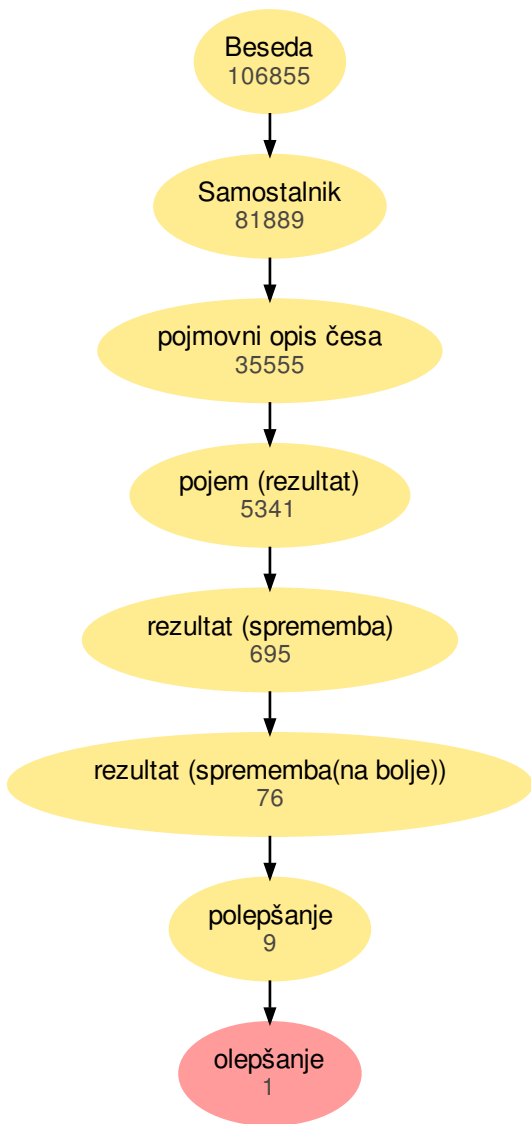 Beseda
106855
Samostalnik
81889
pojmovni opis česa
35555
pojem (rezultat)
5341
rezultat (sprememba)
695
rezultat (sprememba(na bolje))
76
polepšanje
9
olepšanje
1